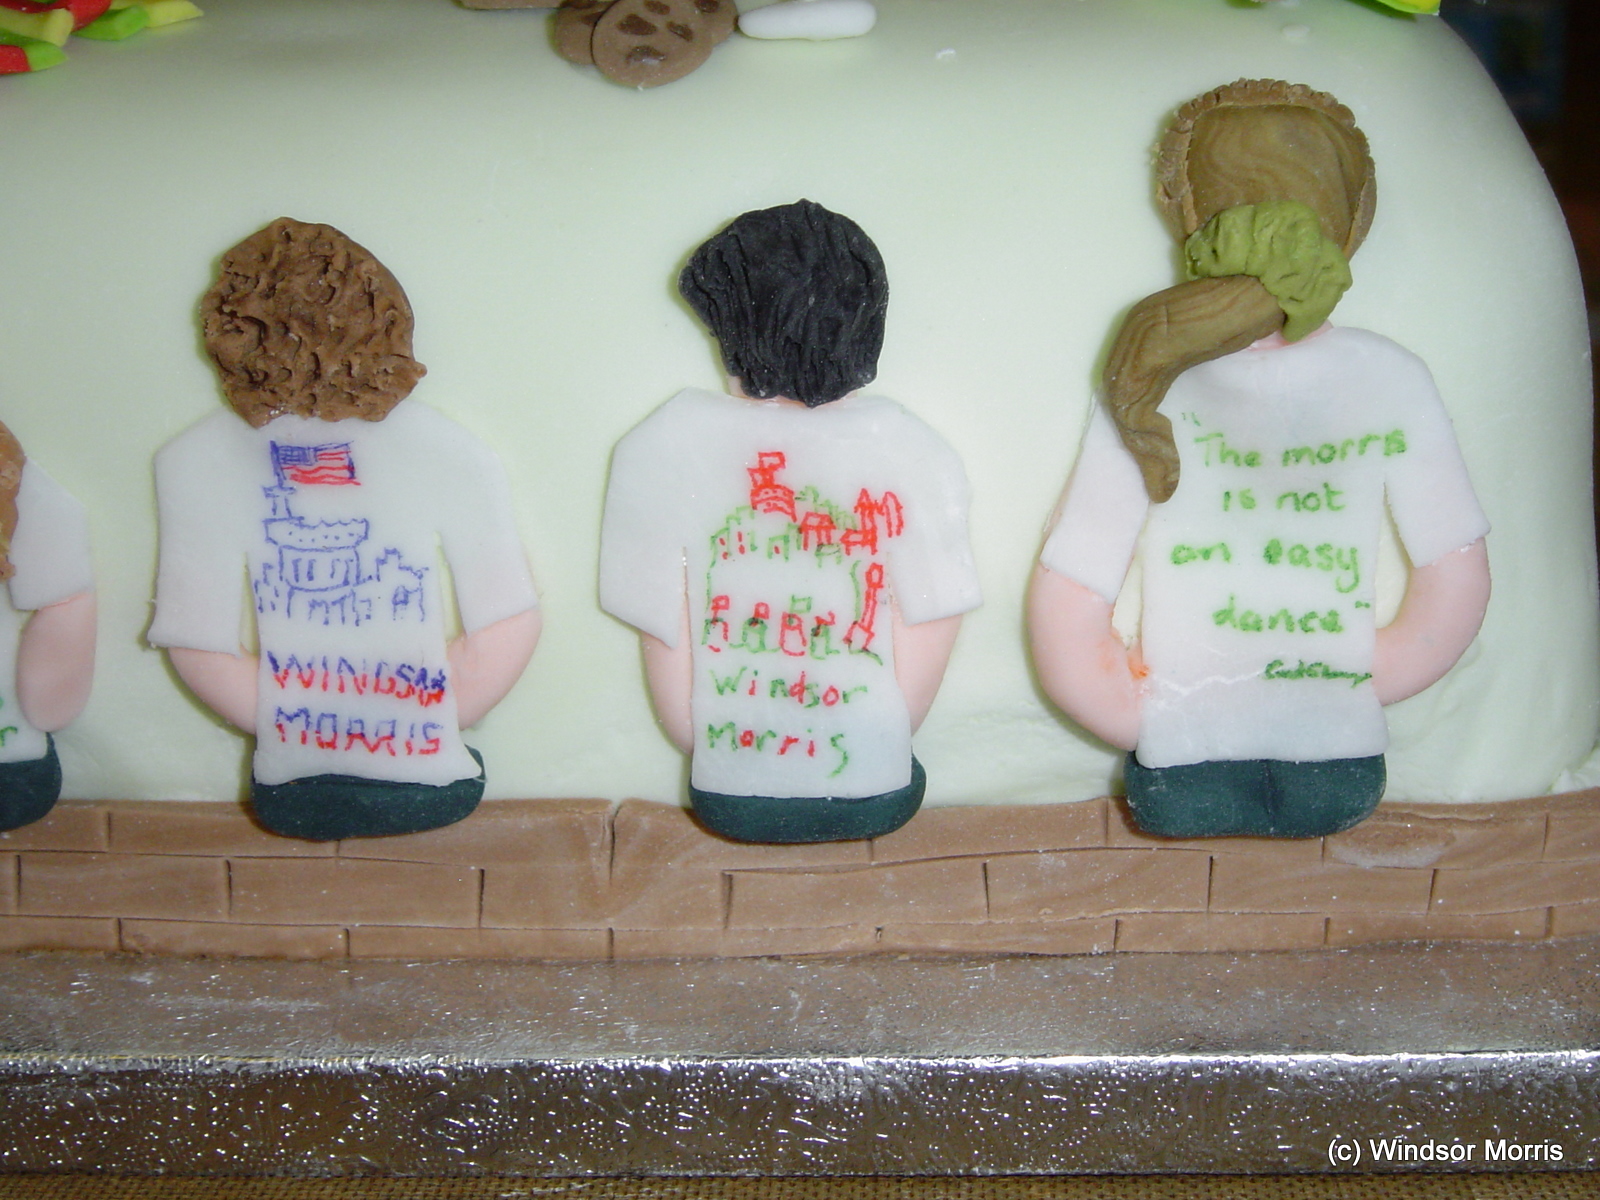 WINDSOR
MORRIS
Windsor
Morris
"The morris
is not
an easy
dance"
r
(c) Windsor Morris